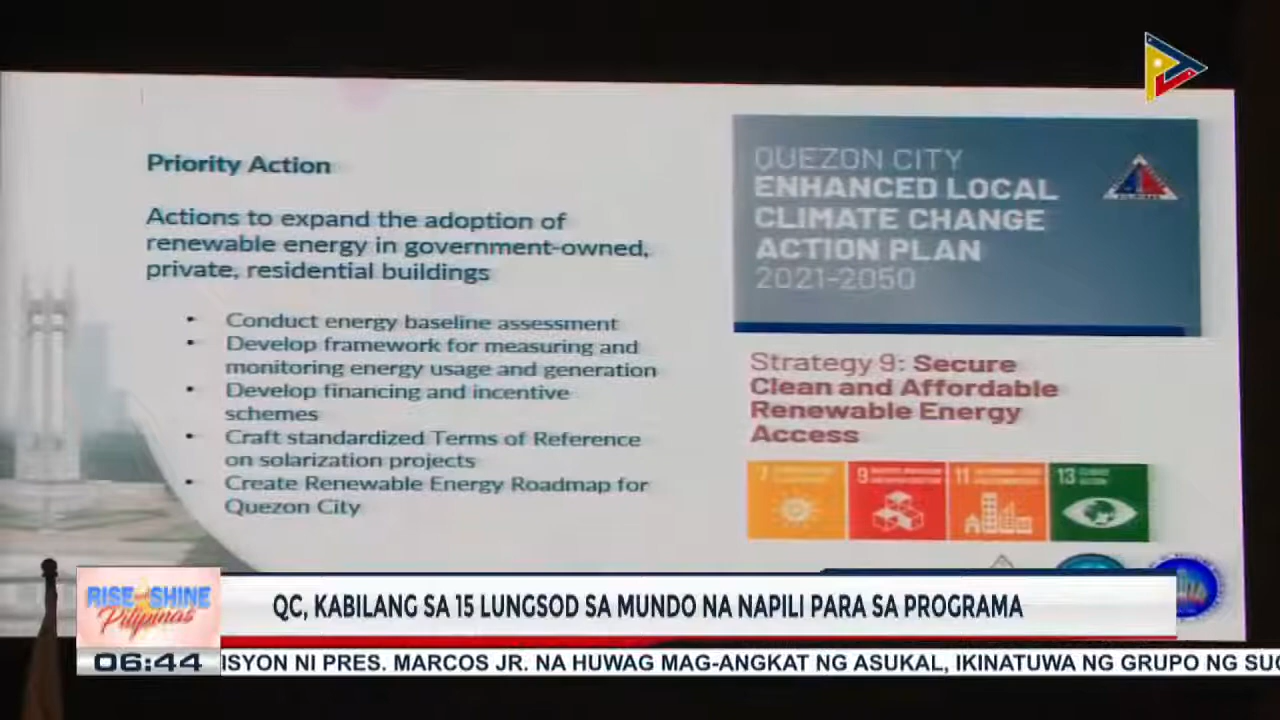 Priority Action
Actions to expand the adoption of
renewable energy in government-owned,
private, residential buildings
• Conduct energy baseline assessment
• Develop framework for measuring and
monitoring energy usage and generation
• Develop financing and incentive
schemes
• Craft standardized Terms of Reference
on solarization projects
• Create Renewable Energy Roadmap for
Quezon City
QUEZON CITY
ENHANCED LOCAL
CLIMATE CHANGE
ACTION PLAN
2021-2050
Strategy 9: Secure
Clean and Affordable
Renewable Energy
Access
7
9
11
13
RISE SHINE
Pilipinas
QC, KABILANG SA 15 LUNGSOD SA MUNDO NA NAPILI PARA SA PROGRAMA
06:44
ISYON NI PRES. MARCOS JR. NA HUWAG MAG-ANGKAT NG ASUKAL, IKINATUWA NG GRUPO NG SUG